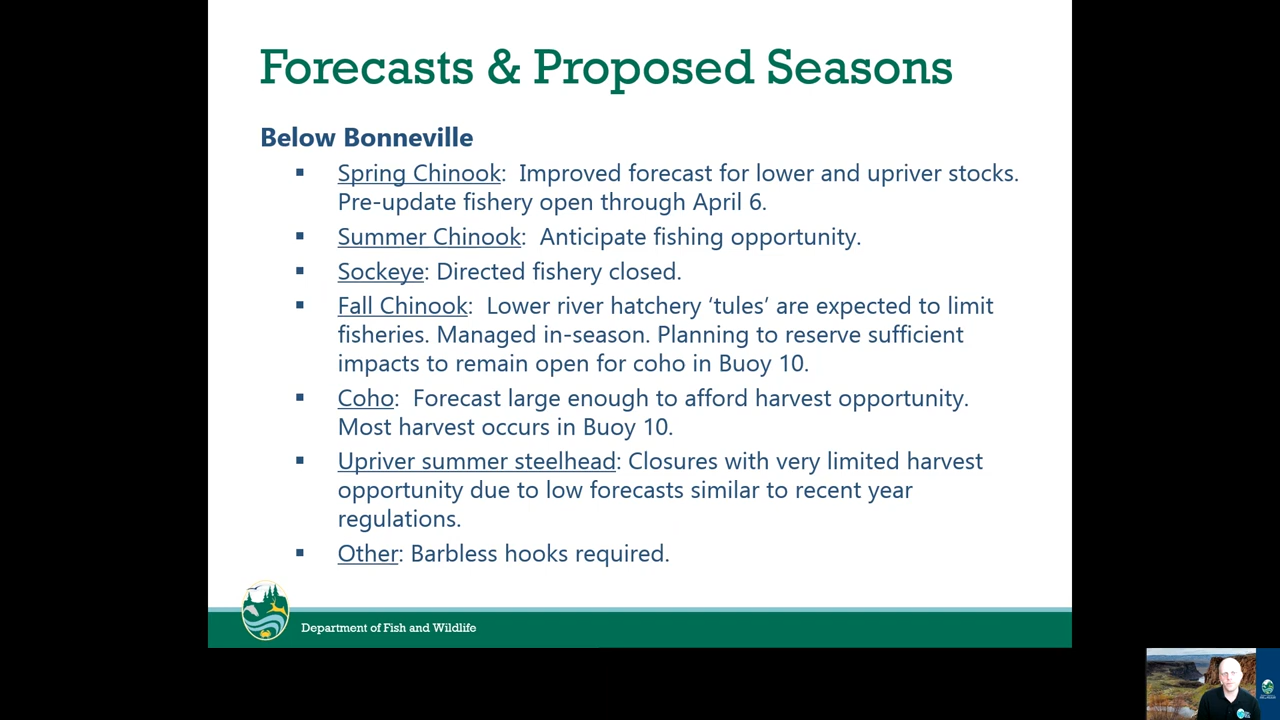 Forecasts & Proposed Seasons
Below Bonneville
▪ Spring Chinook: Improved forecast for lower and upriver stocks.
Pre-update fishery open through April 6.
▪ Summer Chinook: Anticipate fishing opportunity.
▪ Sockeye: Directed fishery closed.
▪ Fall Chinook: Lower river hatchery ‘tules’ are expected to limit
fisheries. Managed in-season. Planning to reserve sufficient
impacts to remain open for coho in Buoy 10.
▪ Coho: Forecast large enough to afford harvest opportunity.
Most harvest occurs in Buoy 10.
▪ Upriver summer steelhead: Closures with very limited harvest
opportunity due to low forecasts similar to recent year
regulations.
▪ Other: Barbless hooks required.
Department of Fish and Wildlife